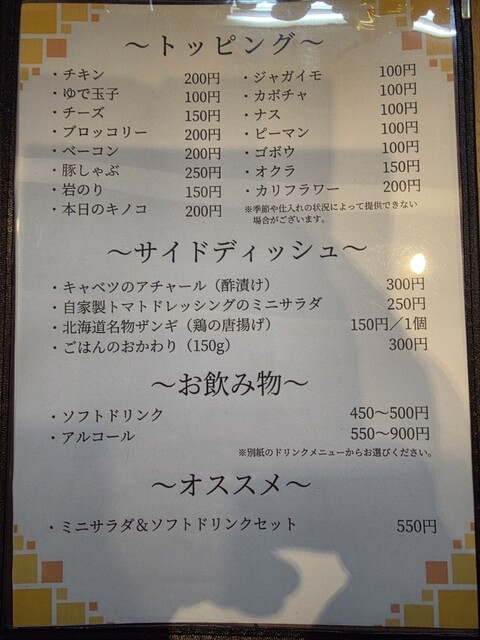 ～トッピング～
・チキン 200円
・ゆで玉子 100円
・チーズ 150円
・ブロッコリー 200円
・ベーコン 200円
・豚しゃぶ 250円
・岩のり 150円
・本日のキノコ 200円
・ジャガイモ 100円
・カボチャ 100円
・ナス 100円
・ピーマン 100円
・ゴボウ 100円
・オクラ 150円
・カリフラワー 200円
※季節や仕入れの状況によって提供できない
場合がございます。
～サイドディッシュ～
・キャベツのアチャール（酢漬け） 300円
・自家製トマトドレッシングのミニサラダ 250円
・北海道名物ザンギ（鶏の唐揚げ） 150円／1個
・ごはんのおかわり（150g） 300円
～お飲み物～
・ソフトドリンク 450～500円
・アルコール 550～900円
※別紙のドリンクメニューからお選びください。
～オススメ～
・ミニサラダ＆ソフトドリンクセット 550円